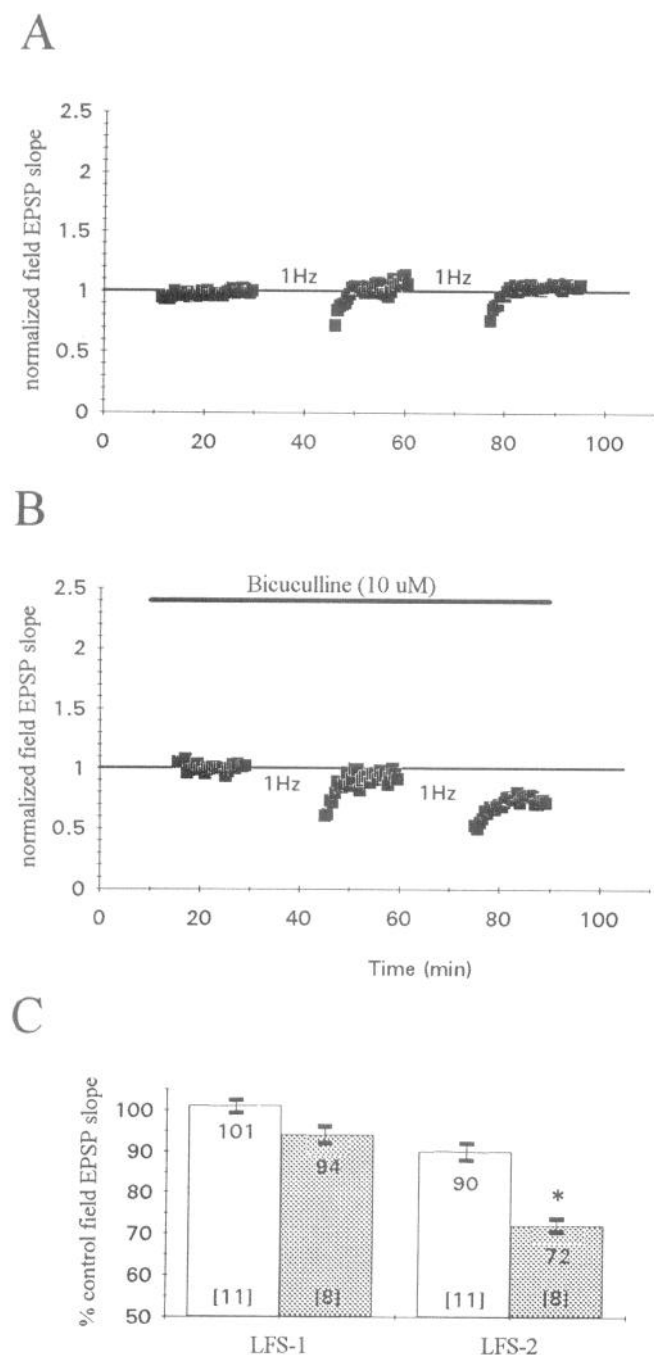 A
normalized field EPSP slope
2.5
2
1.5
1
0.5
0
1Hz 1Hz
0 20 40 60 80 100
B
normalized field EPSP slope
Bicuculline (10 uM)
2.5
2
1.5
1
0.5
0
1Hz 1Hz
0 20 40 60 80 100
Time (min)
C
% control field EPSP slope
100
90
80
70
60
50
101 94 90 * 72
[11] [8] [11] [8]
LFS-1 LFS-2